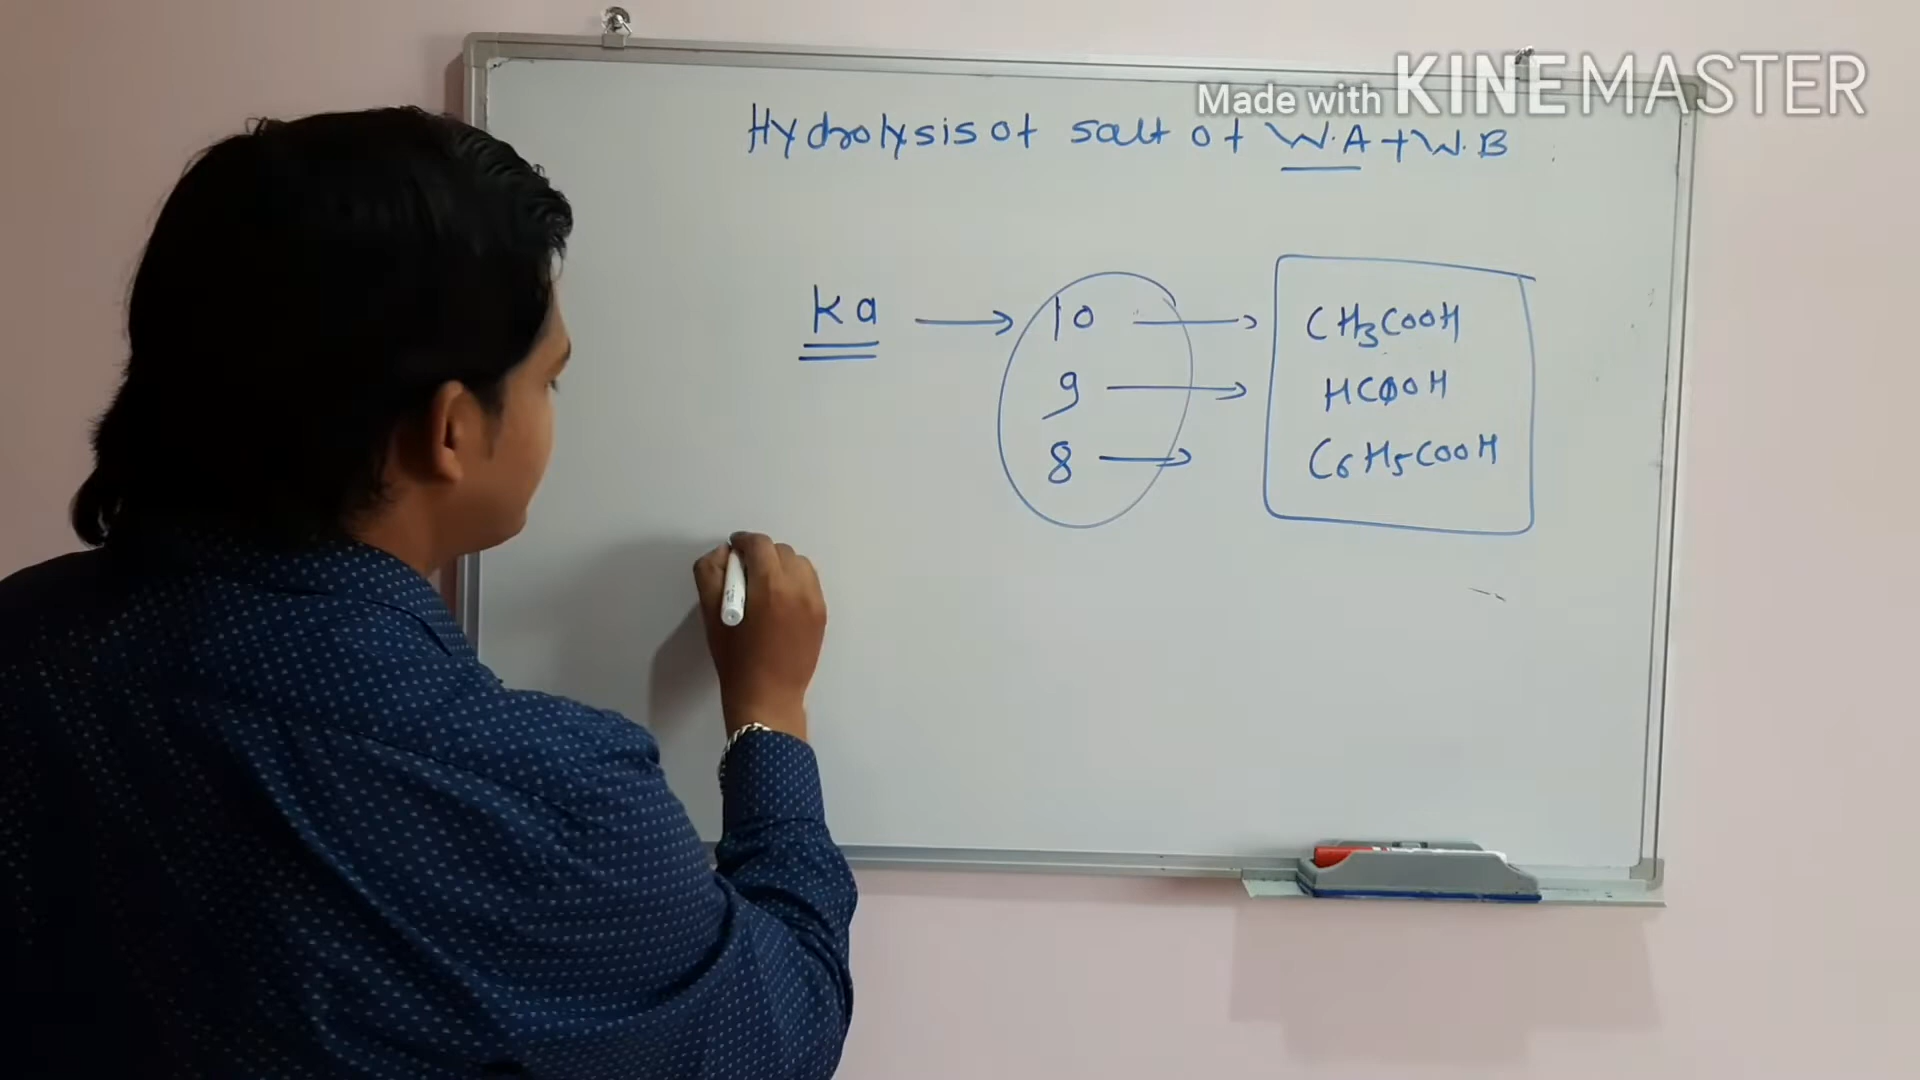 Made with KINEMASTER
Hydrolysis of salt of W.A + W.B
Ka → 10 → CH3COOH
9 → HCOOH
8 → C6H5COOH